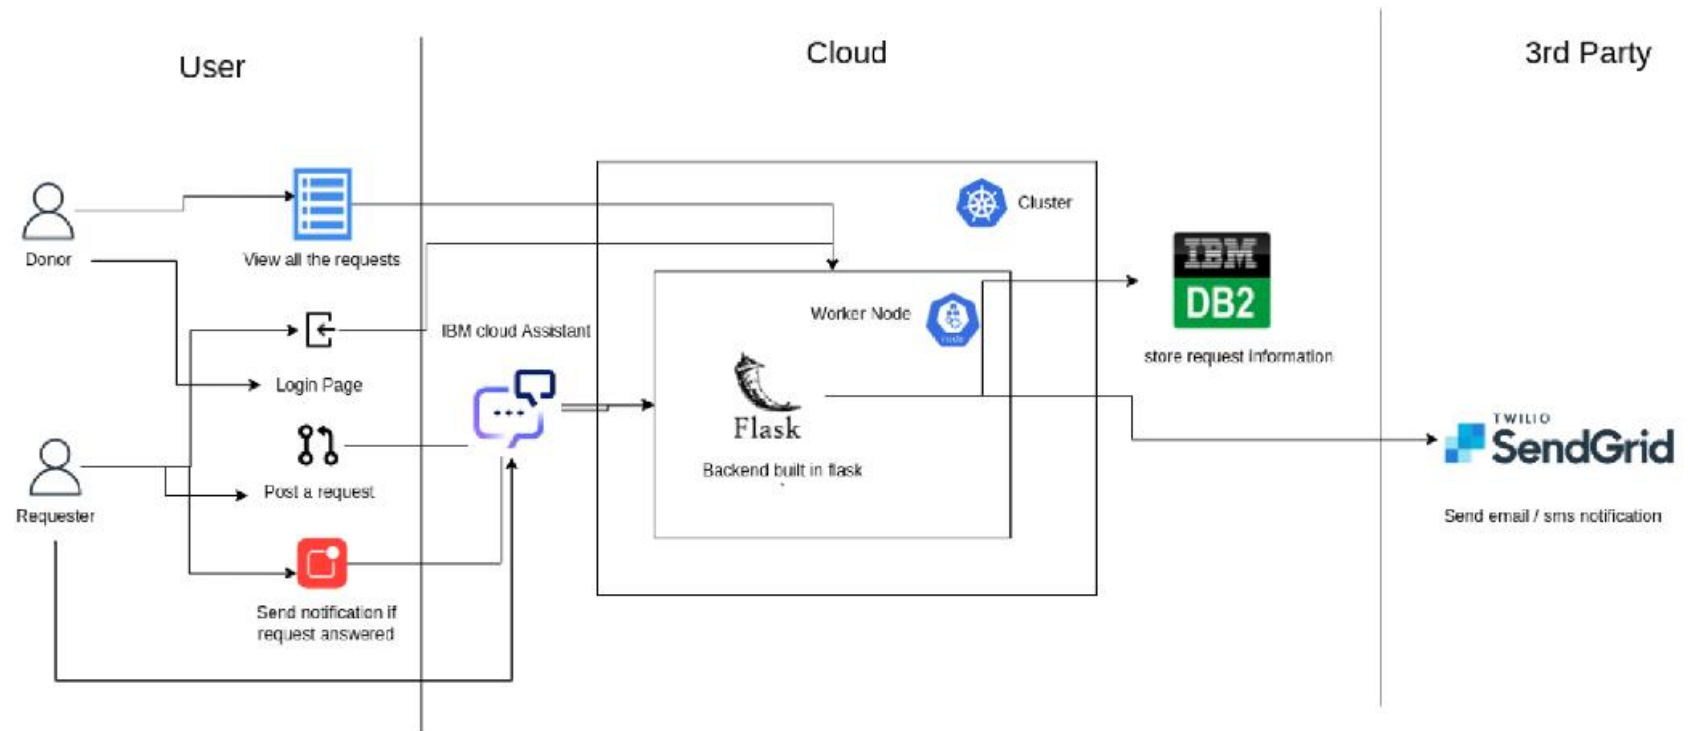 User
Cloud
3rd Party
Cluster
Donor
View all the requests
IBM
DB2
Worker Node
node
IBM cloud Assistant
store request information
Login Page
Flask
TWILIO
SendGrid
Backend built in flask
Post a request
Requester
Send email / sms notification
Send notification if
request answered